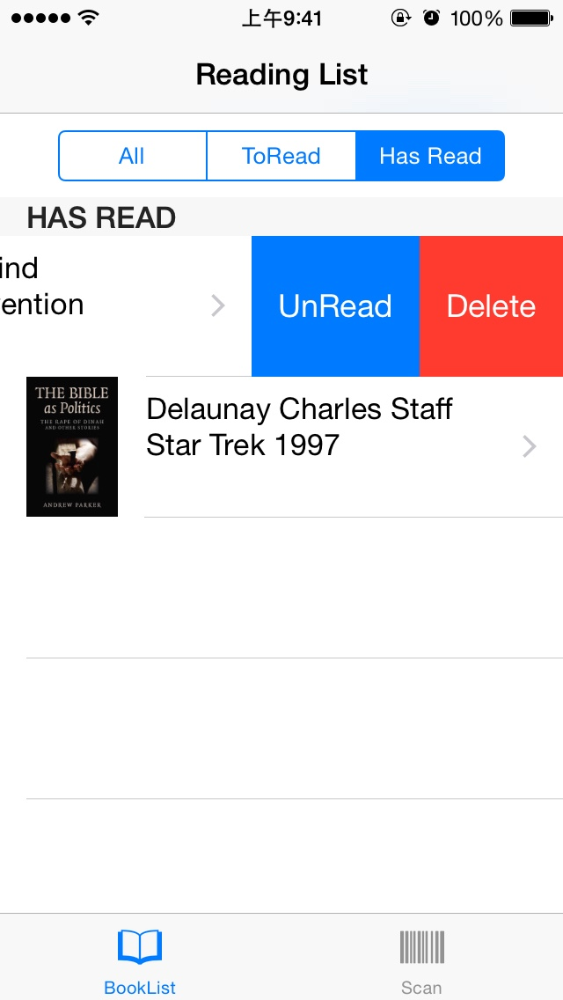 上午9:41
100%
Reading List
All
ToRead
Has Read
HAS READ
ind
ention
UnRead
Delete
THE BIBLE
as Politics
THE RAPE OF DINAH
AND OTHER STORIES
ANDREW PARKER
Delaunay Charles Staff
Star Trek 1997
BookList
Scan